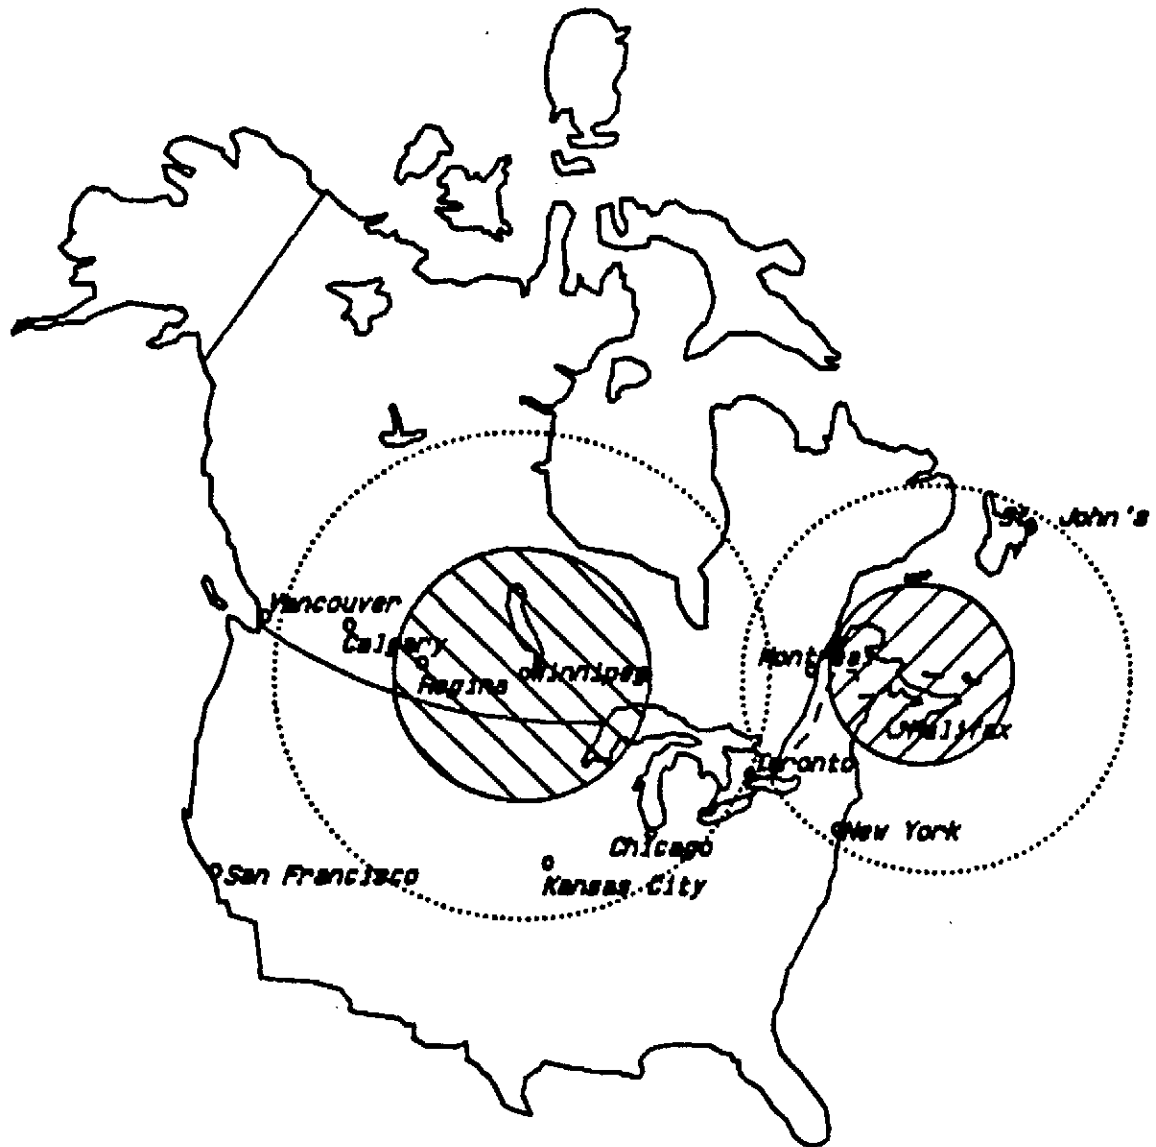 St. John's
Vancouver
Calgary
Montreal
Regina
Winnipeg
Halifax
Toronto
New York
Chicago
San Francisco
Kansas City